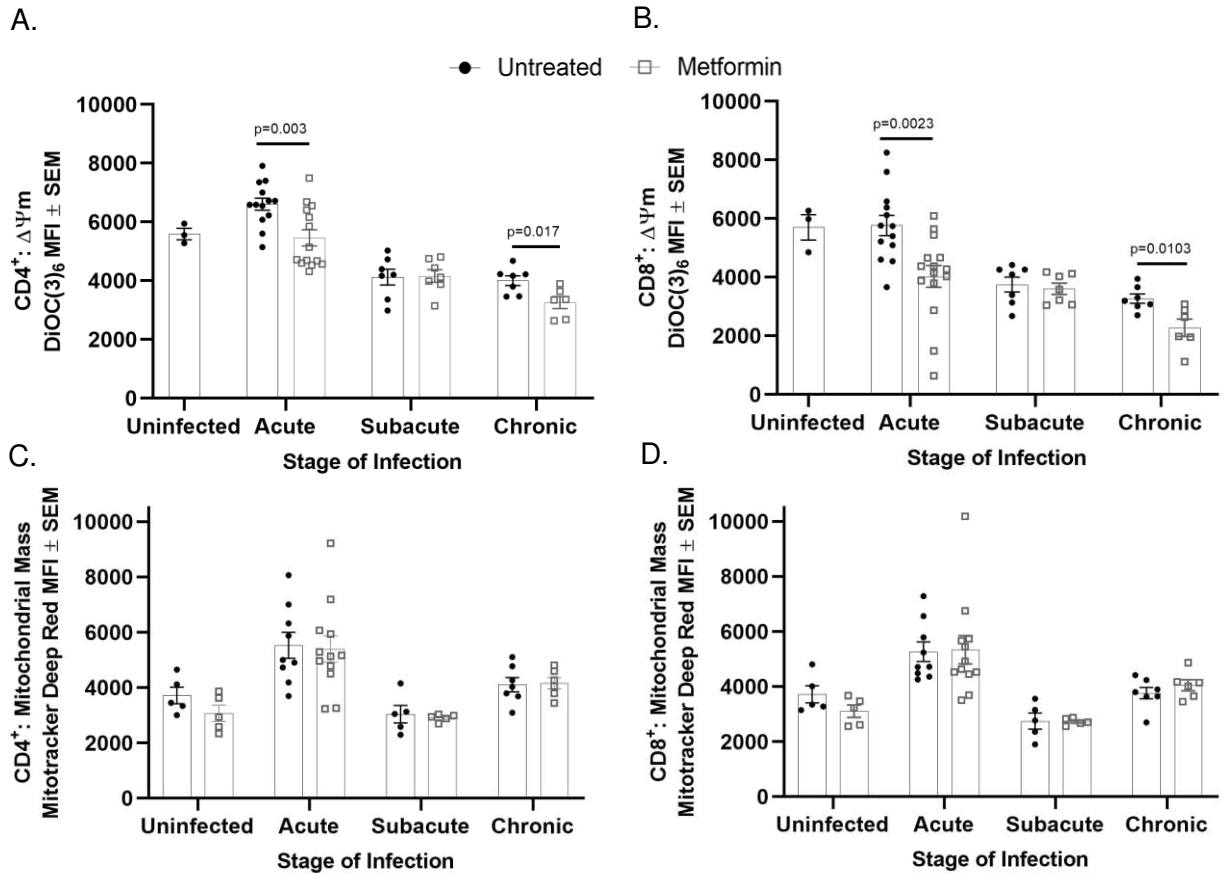 A.
B.
Untreated Metformin
CD4⁺: ΔΨm
DiOC(3)₆ MFI ± SEM
10000
8000
6000
4000
2000
0
p=0.003
p=0.017
Uninfected Acute Subacute Chronic
Stage of Infection
CD8⁺: ΔΨm
DiOC(3)₆ MFI ± SEM
10000
8000
6000
4000
2000
0
p=0.0023
p=0.0103
Uninfected Acute Subacute Chronic
Stage of Infection
C.
CD4⁺: Mitochondrial Mass
Mitotracker Deep Red MFI ± SEM
10000
8000
6000
4000
2000
0
Uninfected Acute Subacute Chronic
Stage of Infection
D.
CD8⁺: Mitochondrial Mass
Mitotracker Deep Red MFI ± SEM
10000
8000
6000
4000
2000
0
Uninfected Acute Subacute Chronic
Stage of Infection